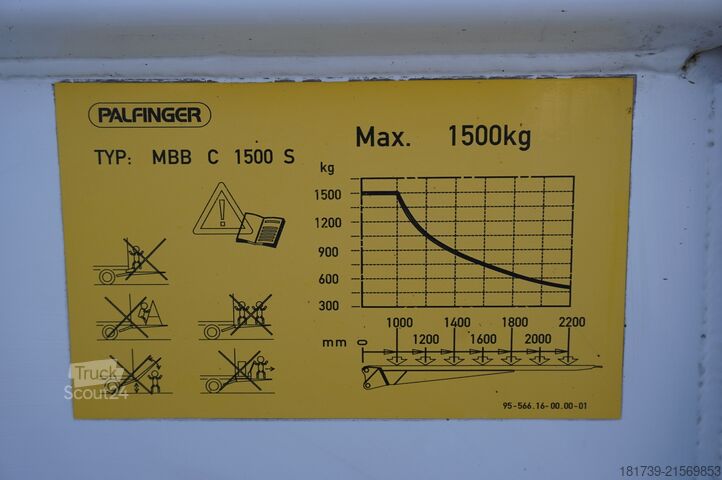 PALFINGER
TYP: MBB C 1500 S
Max. 1500kg
kg
1500
1200
900
600
300
1000 1400 1800 2200
mm 0 1200 1600 2000
95-566.16-00.00-01
Truck
Scout24
181739-21569853